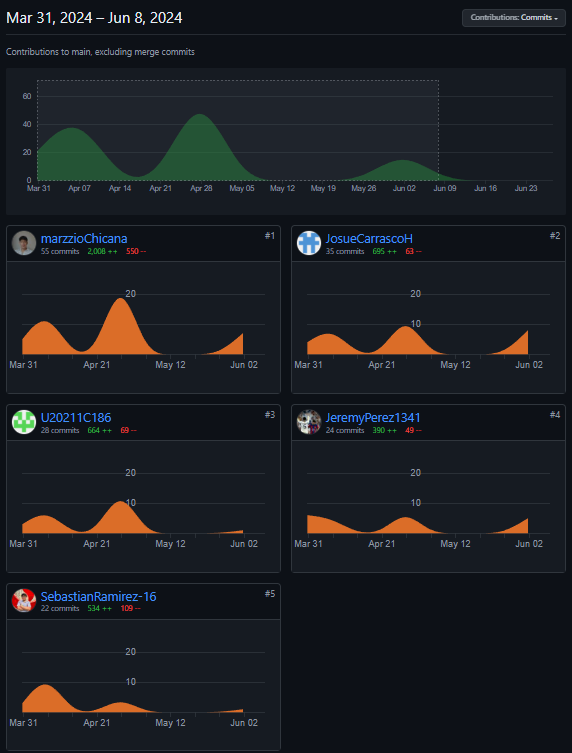 Mar 31, 2024 – Jun 8, 2024
Contributions: Commits
Contributions to main, excluding merge commits
60
40
20
0
Mar 31 Apr 07 Apr 14 Apr 21 Apr 28 May 05 May 12 May 19 May 26 Jun 02 Jun 09 Jun 16 Jun 23
marzzioChicana #1
55 commits 2,008 ++ 550 --
20
Mar 31 Apr 21 May 12 Jun 02
JosueCarrascoH #2
35 commits 695 ++ 63 --
20
10
Mar 31 Apr 21 May 12 Jun 02
U20211C186 #3
28 commits 664 ++ 69 --
20
10
Mar 31 Apr 21 May 12 Jun 02
JeremyPerez1341 #4
24 commits 390 ++ 49 --
20
10
Mar 31 Apr 21 May 12 Jun 02
SebastianRamirez-16 #5
22 commits 534 ++ 109 --
20
10
Mar 31 Apr 21 May 12 Jun 02